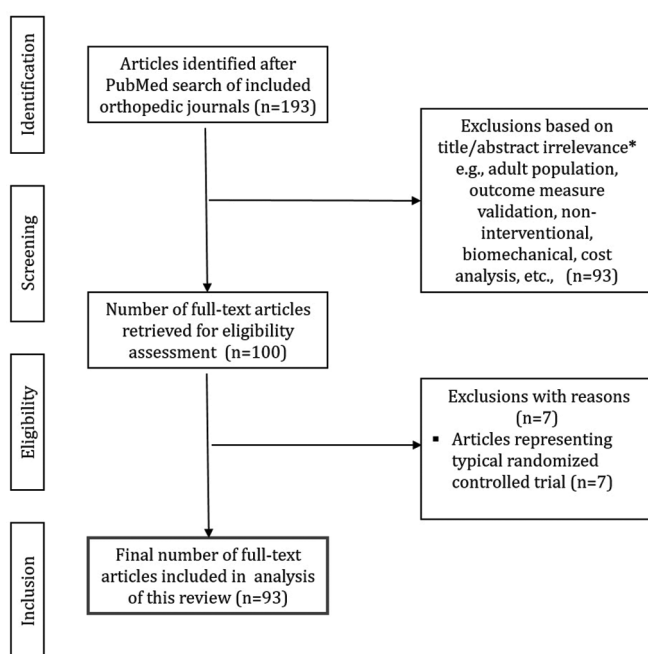 Identification
Articles identified after
PubMed search of included
orthopedic journals (n=193)
Exclusions based on
title/abstract irrelevance*
e.g., adult population,
outcome measure
validation, non-
interventional,
biomechanical, cost
analysis, etc., (n=93)
Screening
Number of full-text articles
retrieved for eligibility
assessment (n=100)
Eligibility
Exclusions with reasons
(n=7)
▪ Articles representing
typical randomized
controlled trial (n=7)
Inclusion
Final number of full-text
articles included in analysis
of this review (n=93)